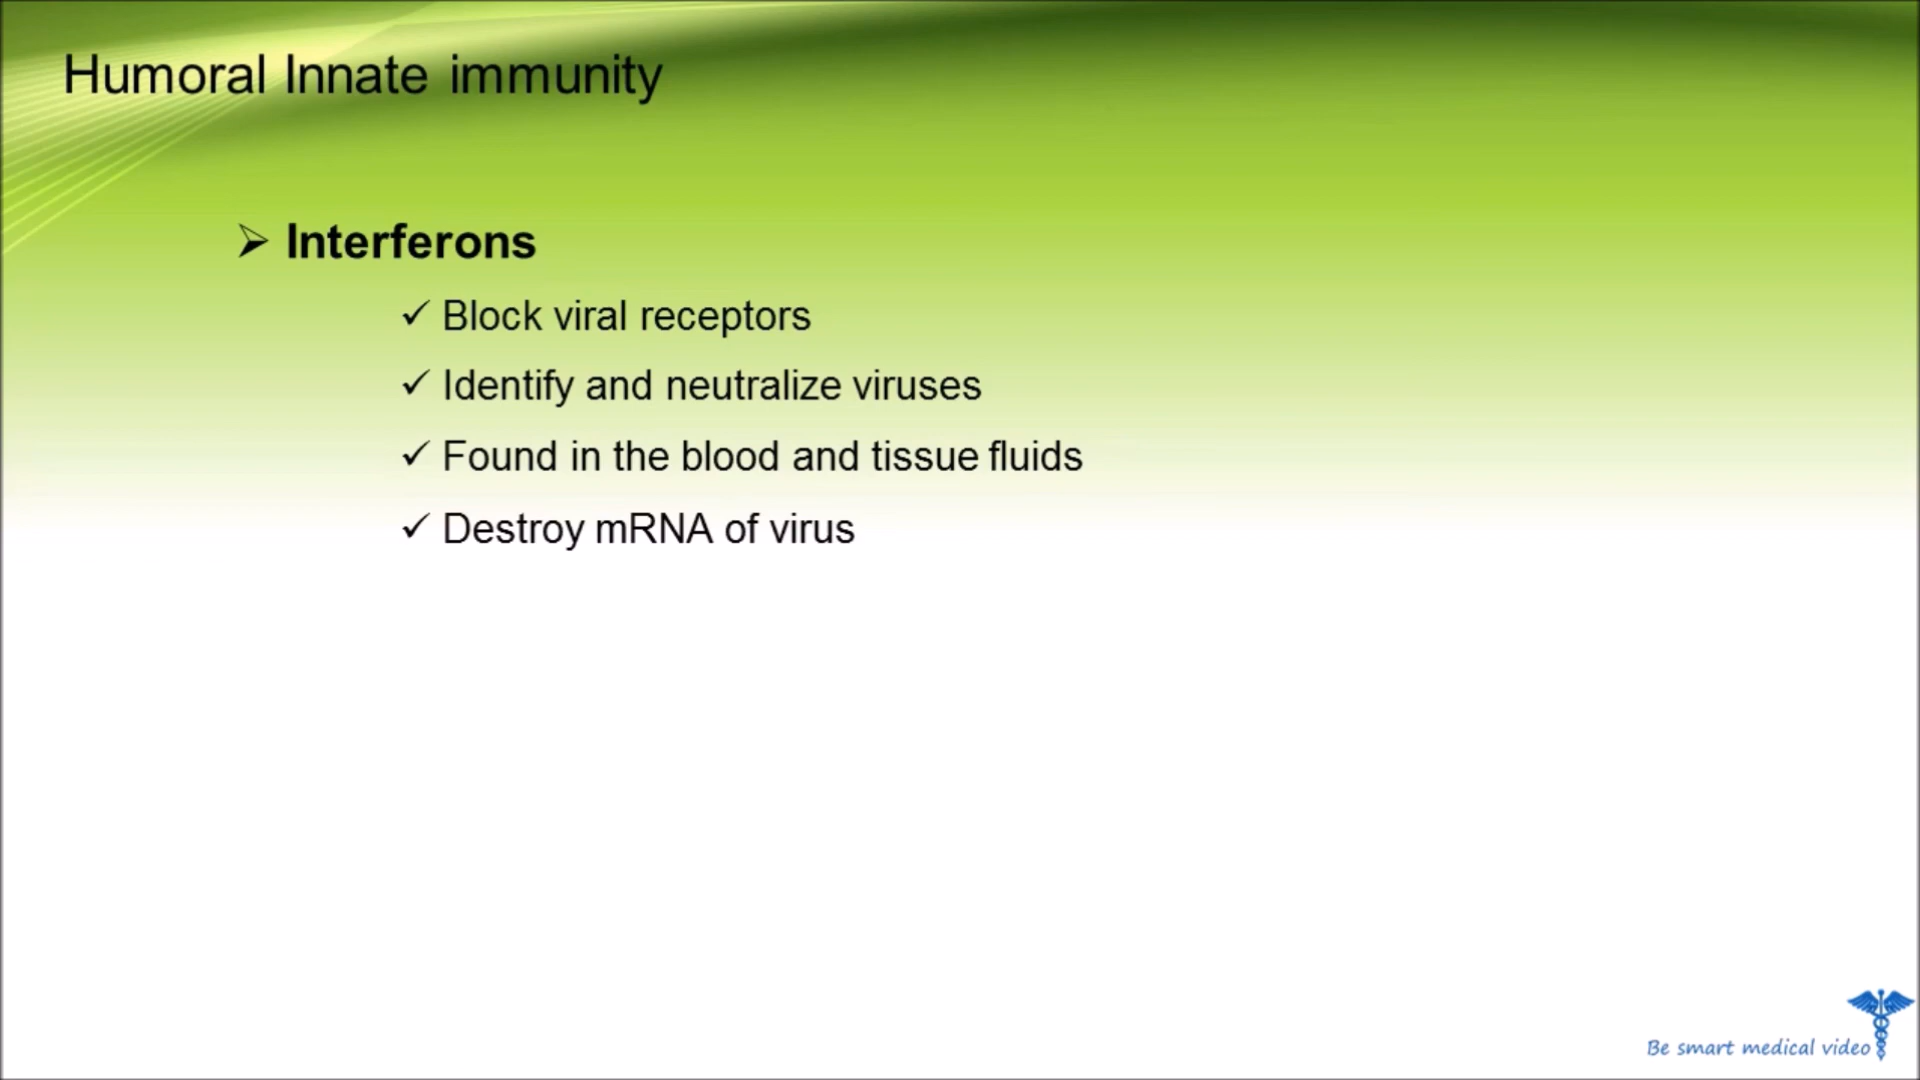 Humoral Innate immunity
➢ Interferons
✓ Block viral receptors
✓ Identify and neutralize viruses
✓ Found in the blood and tissue fluids
✓ Destroy mRNA of virus
Be smart medical video